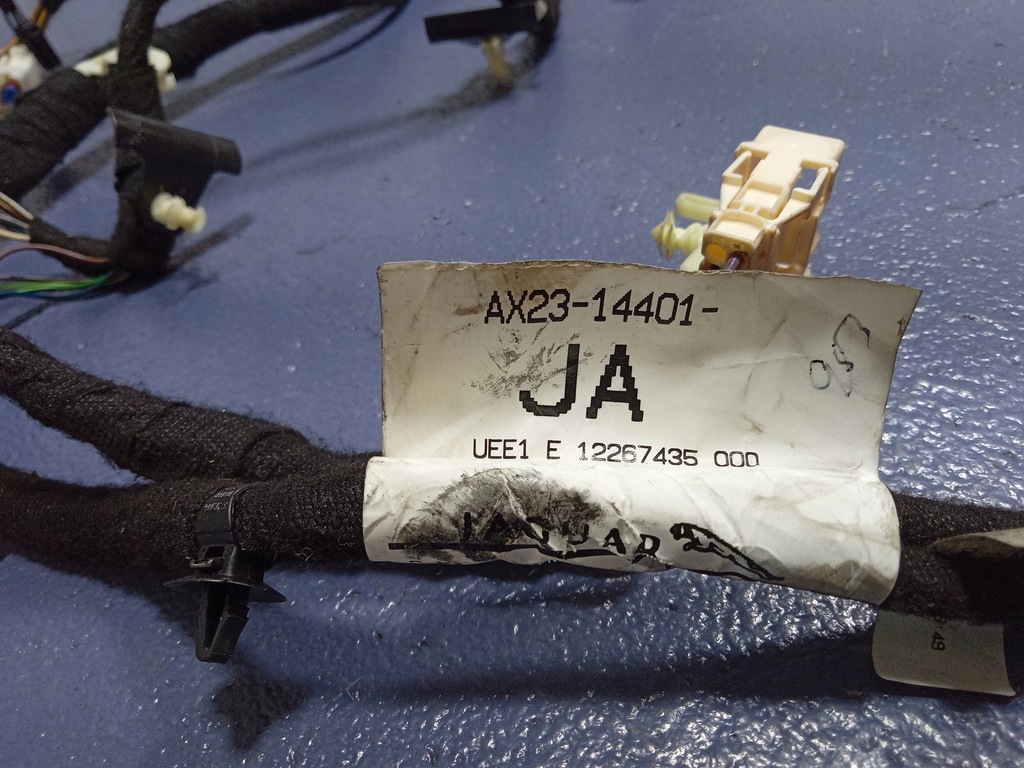 AX23-14401-
JA
UEE1 E 12267435 000
JAGUAR